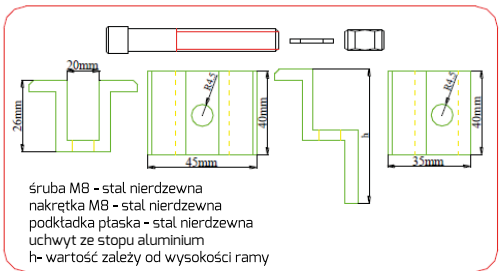 20mm
26mm
R4.5
40mm
45mm
h
R4.5
40mm
35mm
śruba M8 - stal nierdzewna
nakrętka M8 - stal nierdzewna
podkładka płaska - stal nierdzewna
uchwyt ze stopu aluminium
h- wartość zależy od wysokości ramy